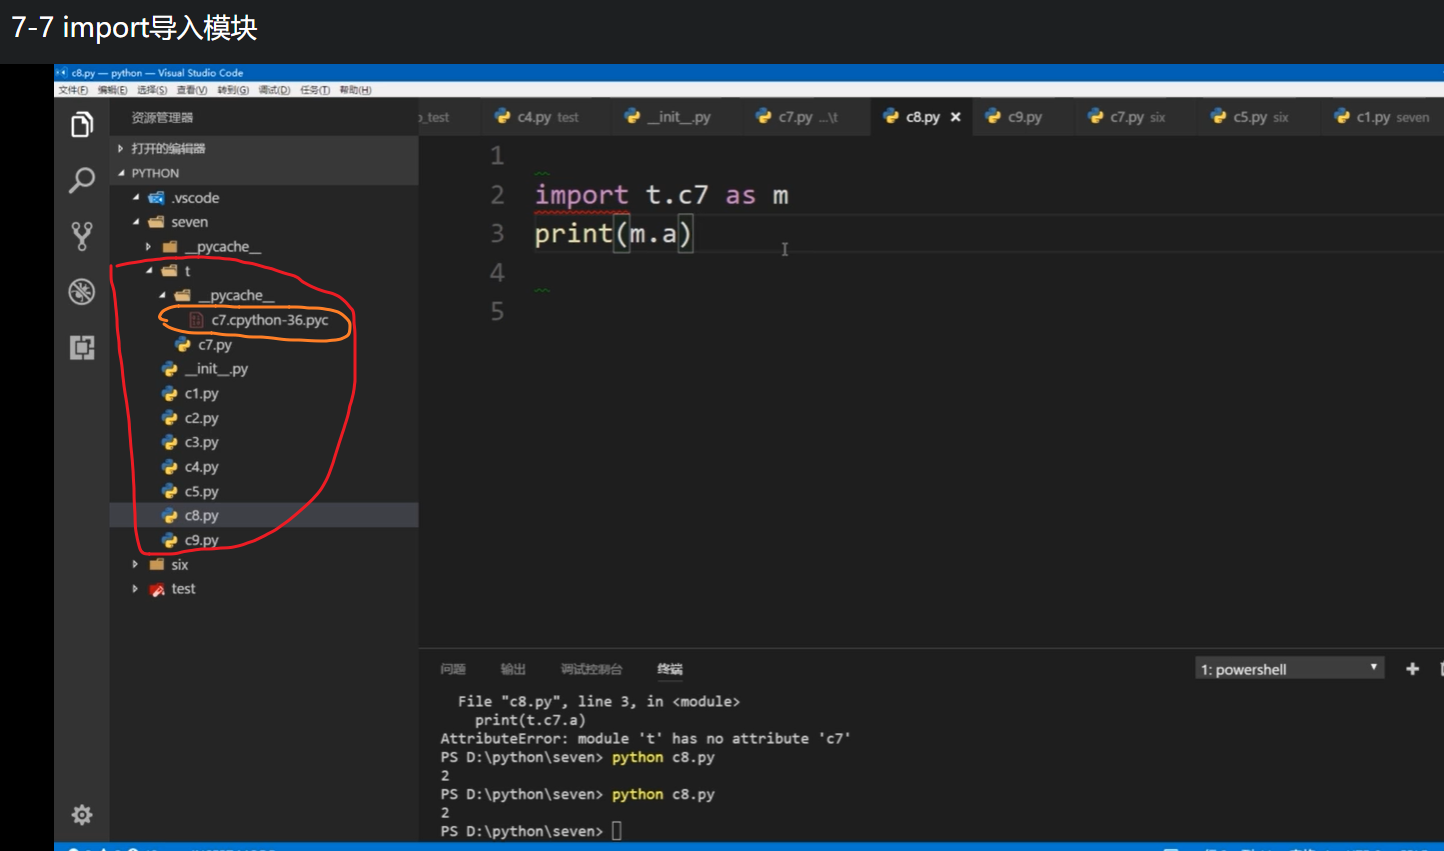 7-7 import导入模块
c8.py — python — Visual Studio Code
文件(F) 编辑(E) 选择(S) 查看(V) 转到(G) 调试(D) 任务(T) 帮助(H)
资源管理器
_test c4.py test __init__.py c7.py ...\t c8.py c9.py c7.py six c5.py six c1.py seven
打开的编辑器
PYTHON
.vscode
seven
__pycache__
t
__pycache__
c7.cpython-36.pyc
c7.py
__init__.py
c1.py
c2.py
c3.py
c4.py
c5.py
c8.py
c9.py
six
test
1
2 import t.c7 as m
3 print(m.a)
4
5
问题 输出 调试控制台 终端 1: powershell
File "c8.py", line 3, in <module>
print(t.c7.a)
AttributeError: module 't' has no attribute 'c7'
PS D:\python\seven> python c8.py
2
PS D:\python\seven> python c8.py
2
PS D:\python\seven>